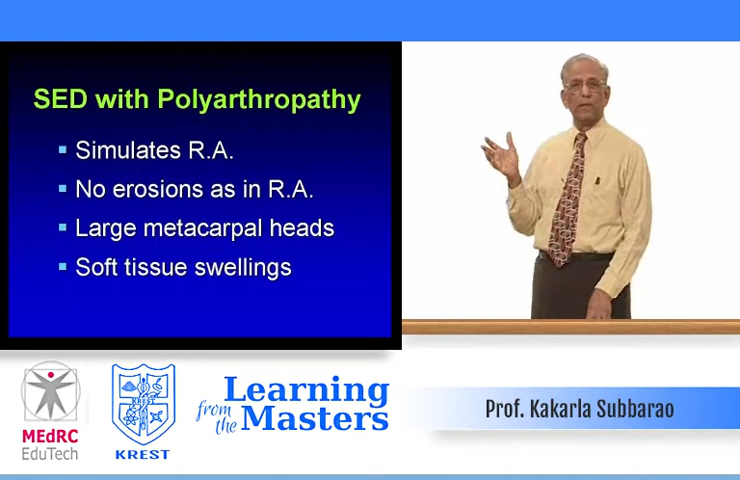 SED with Polyarthropathy
▪ Simulates R.A.
▪ No erosions as in R.A.
▪ Large metacarpal heads
▪ Soft tissue swellings
MEdRC
EduTech
KREST
KREST
Learning
from the
Masters
Prof. Kakarla Subbarao